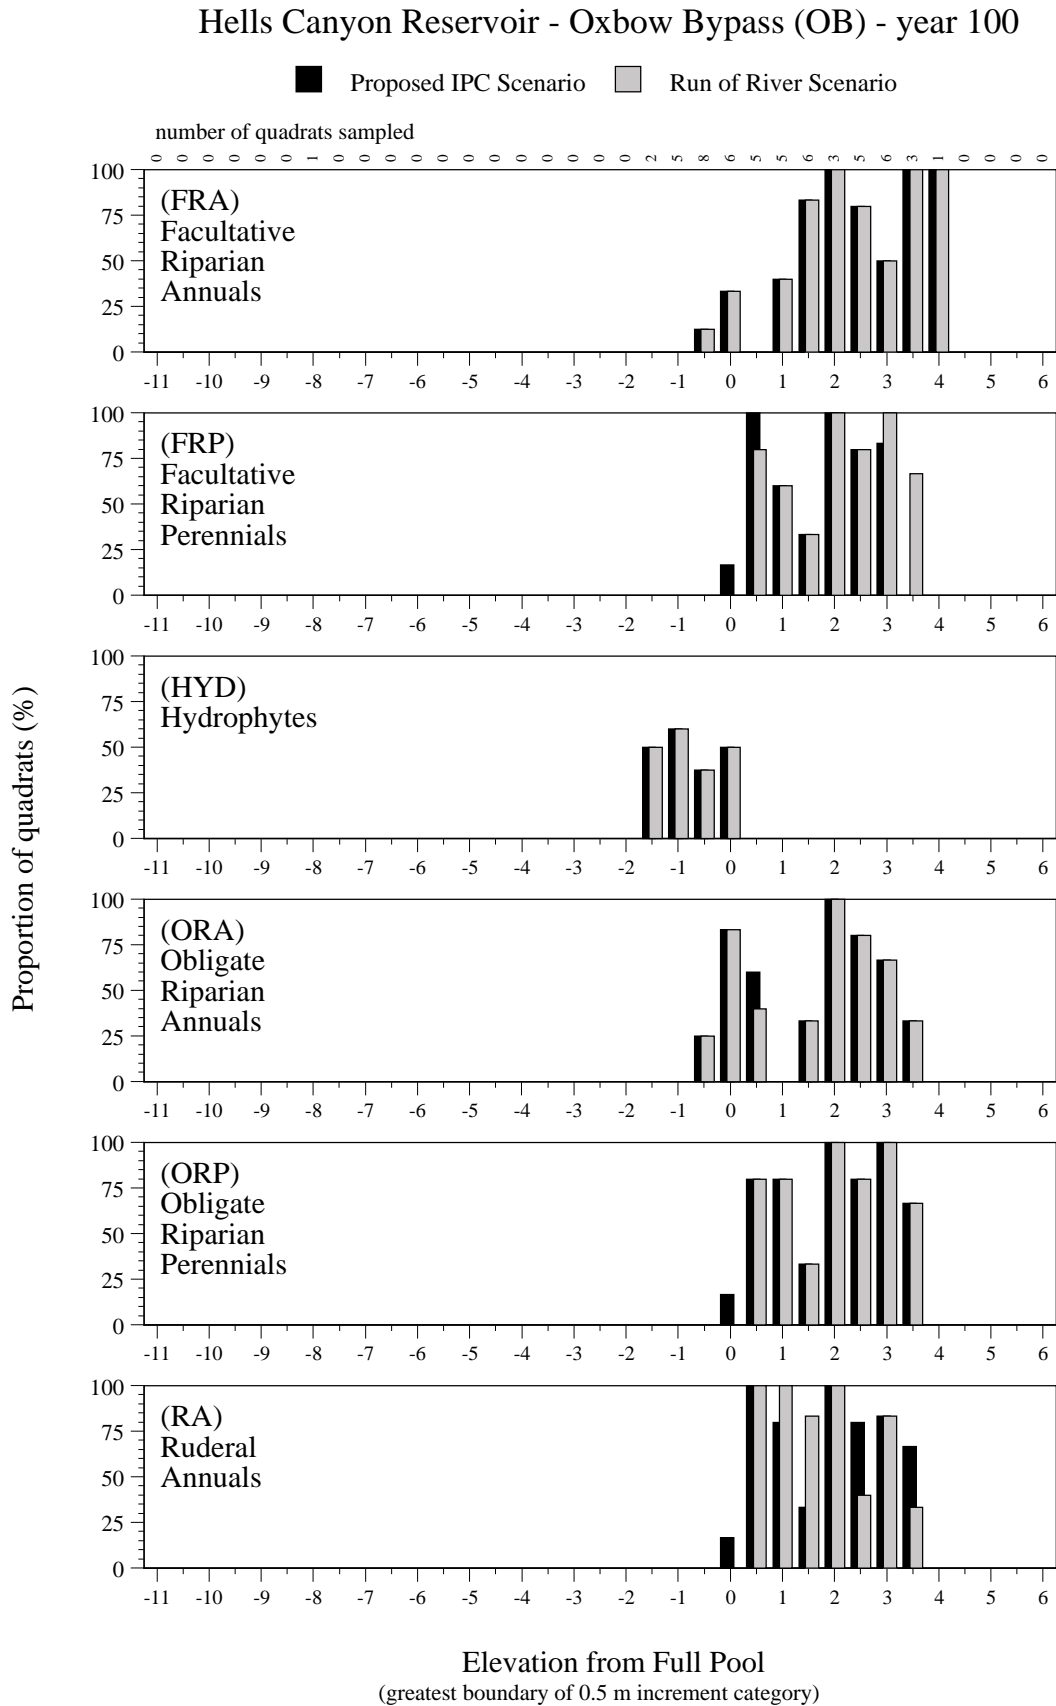 Hells Canyon Reservoir - Oxbow Bypass (OB) - year 100
Proposed IPC Scenario Run of River Scenario
number of quadrats sampled
0 0 0 0 0 0 1 0 0 0 0 0 0 0 0 0 0 0 0 2 5 8 6 5 5 6 3 5 6 3 1 0 0 0 0
Proportion of quadrats (%)
100
75
50
25
0
(FRA)
Facultative
Riparian
Annuals
-11 -10 -9 -8 -7 -6 -5 -4 -3 -2 -1 0 1 2 3 4 5 6
100
75
50
25
0
(FRP)
Facultative
Riparian
Perennials
-11 -10 -9 -8 -7 -6 -5 -4 -3 -2 -1 0 1 2 3 4 5 6
100
75
50
25
0
(HYD)
Hydrophytes
-11 -10 -9 -8 -7 -6 -5 -4 -3 -2 -1 0 1 2 3 4 5 6
100
75
50
25
0
(ORA)
Obligate
Riparian
Annuals
-11 -10 -9 -8 -7 -6 -5 -4 -3 -2 -1 0 1 2 3 4 5 6
100
75
50
25
0
(ORP)
Obligate
Riparian
Perennials
-11 -10 -9 -8 -7 -6 -5 -4 -3 -2 -1 0 1 2 3 4 5 6
100
75
50
25
0
(RA)
Ruderal
Annuals
-11 -10 -9 -8 -7 -6 -5 -4 -3 -2 -1 0 1 2 3 4 5 6
Elevation from Full Pool
(greatest boundary of 0.5 m increment category)